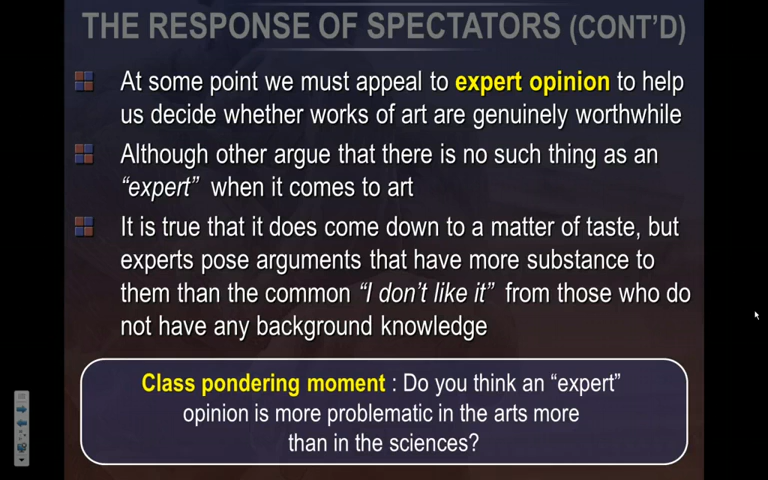 THE RESPONSE OF SPECTATORS (CONT'D)
At some point we must appeal to expert opinion to help
us decide whether works of art are genuinely worthwhile
Although other argue that there is no such thing as an
“expert” when it comes to art
It is true that it does come down to a matter of taste, but
experts pose arguments that have more substance to
them than the common “I don’t like it” from those who do
not have any background knowledge
Class pondering moment : Do you think an “expert”
opinion is more problematic in the arts more
than in the sciences?